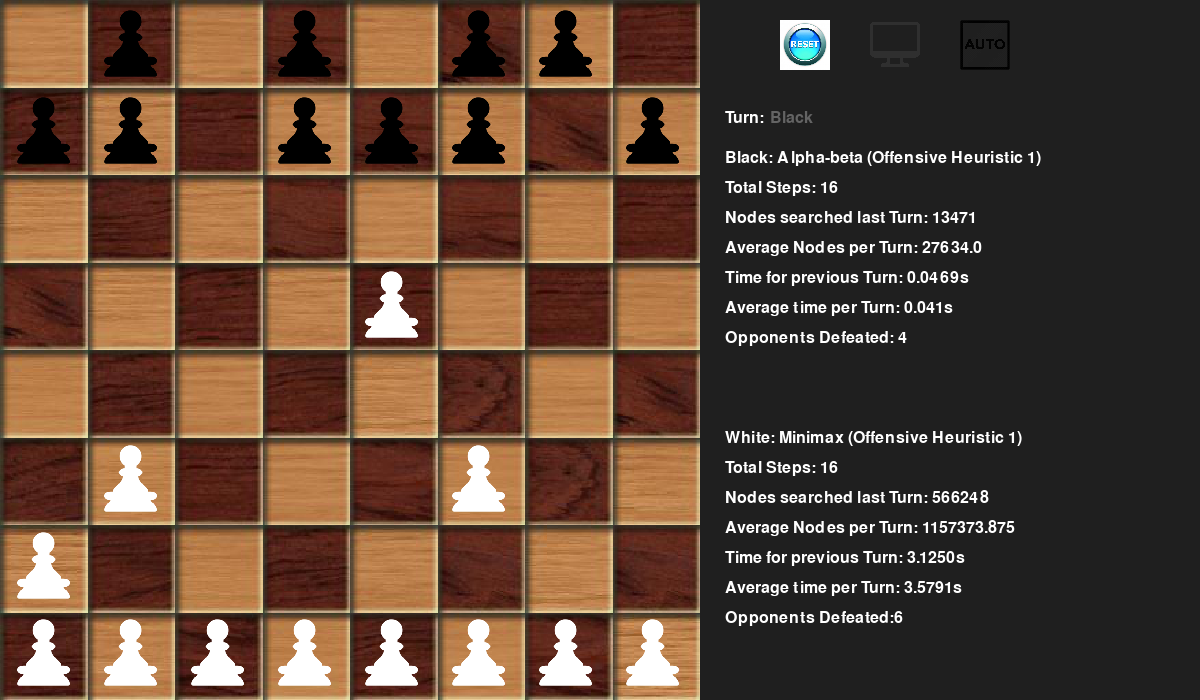 RESET
AUTO
Turn: Black
Black: Alpha-beta (Offensive Heuristic 1)
Total Steps: 16
Nodes searched last Turn: 13471
Average Nodes per Turn: 27634.0
Time for previous Turn: 0.0469s
Average time per Turn: 0.041s
Opponents Defeated: 4
White: Minimax (Offensive Heuristic 1)
Total Steps: 16
Nodes searched last Turn: 566248
Average Nodes per Turn: 1157373.875
Time for previous Turn: 3.1250s
Average time per Turn: 3.5791s
Opponents Defeated:6